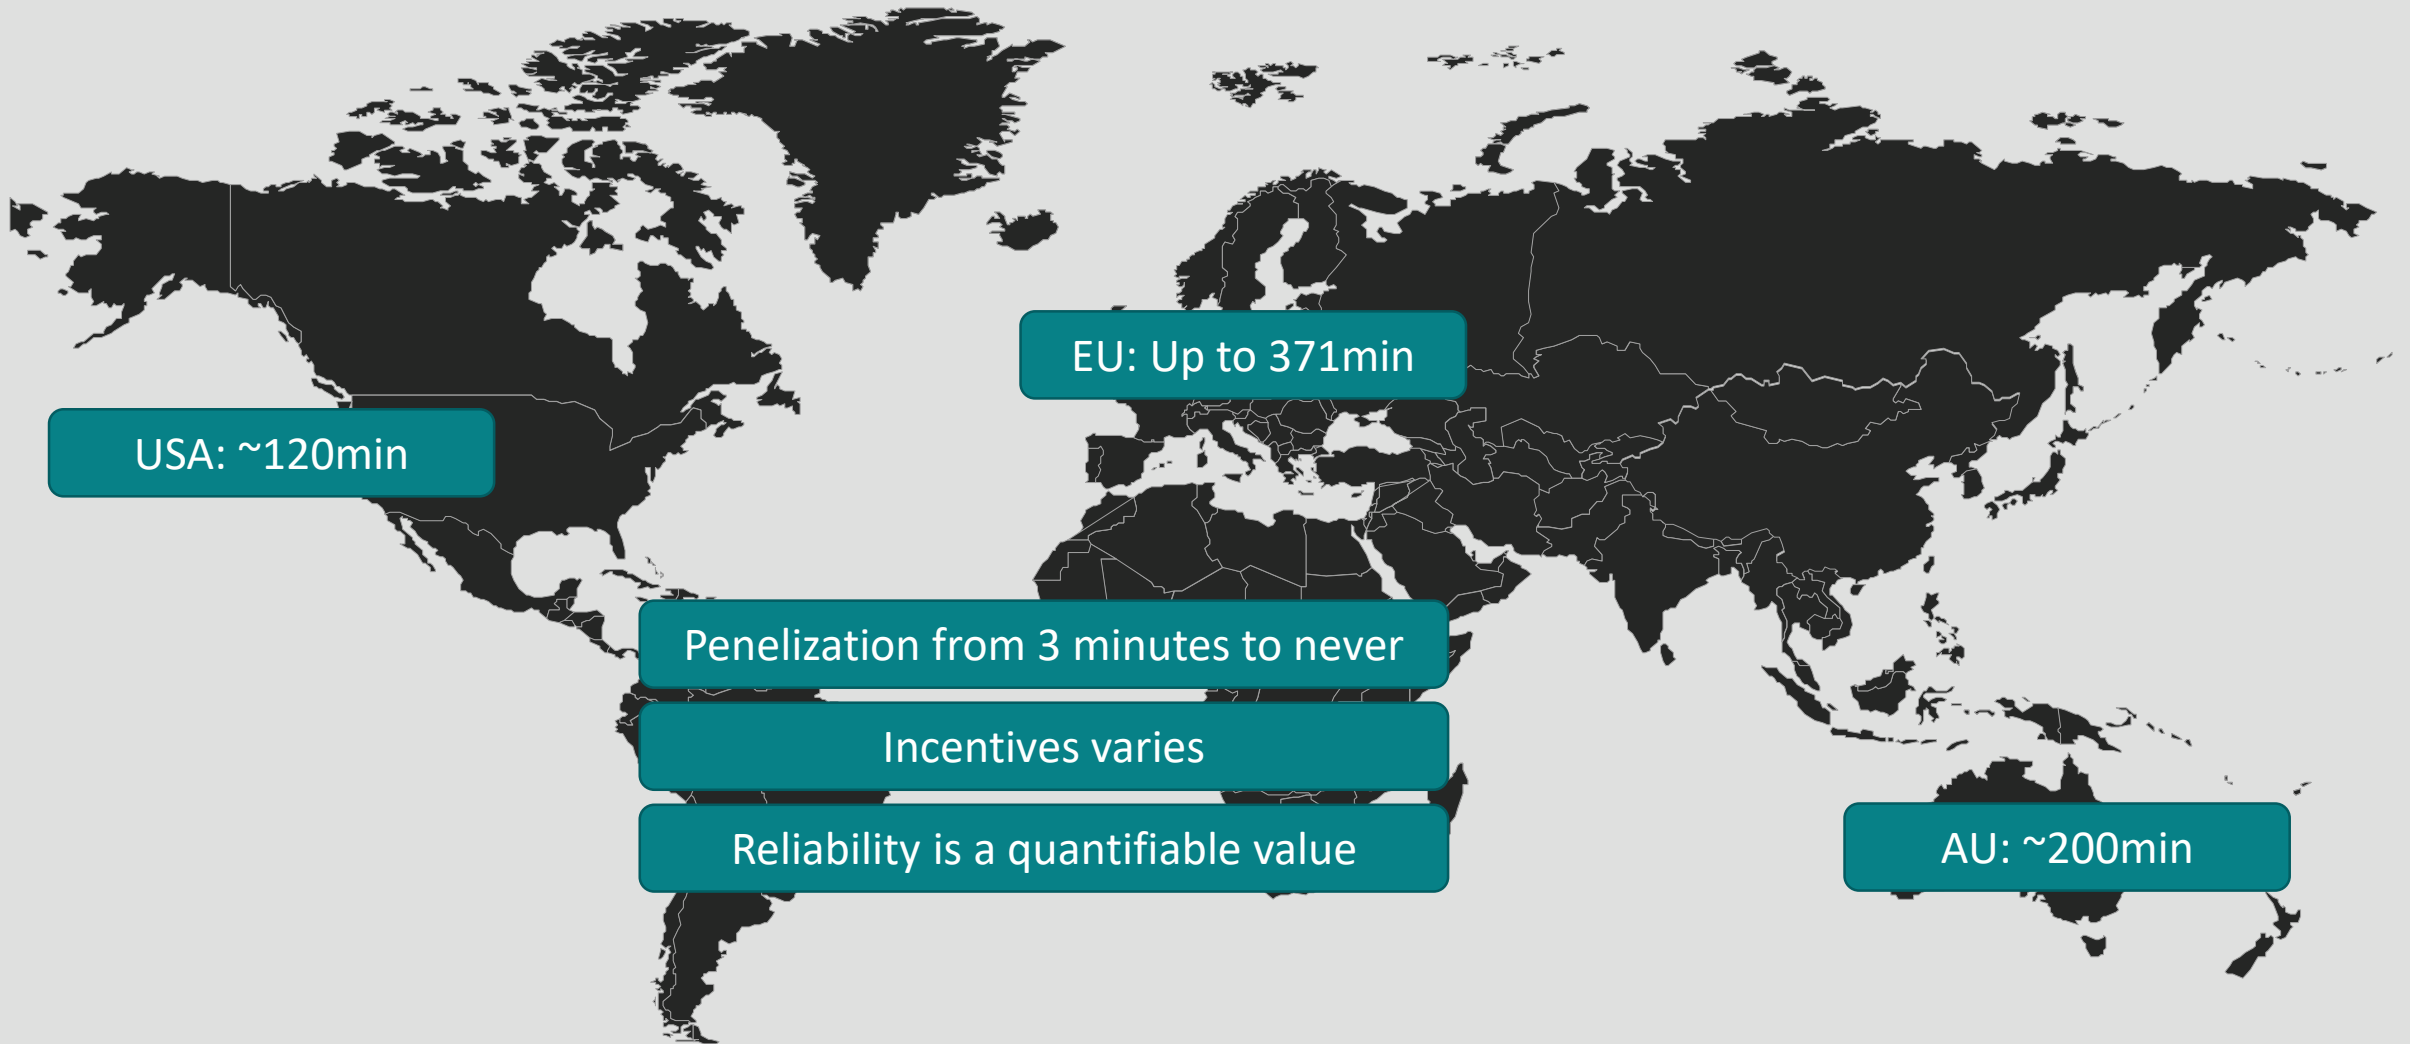 EU: Up to 371min
USA: ~120min
Penelization from 3 minutes to never
Incentives varies
Reliability is a quantifiable value
AU: ~200min